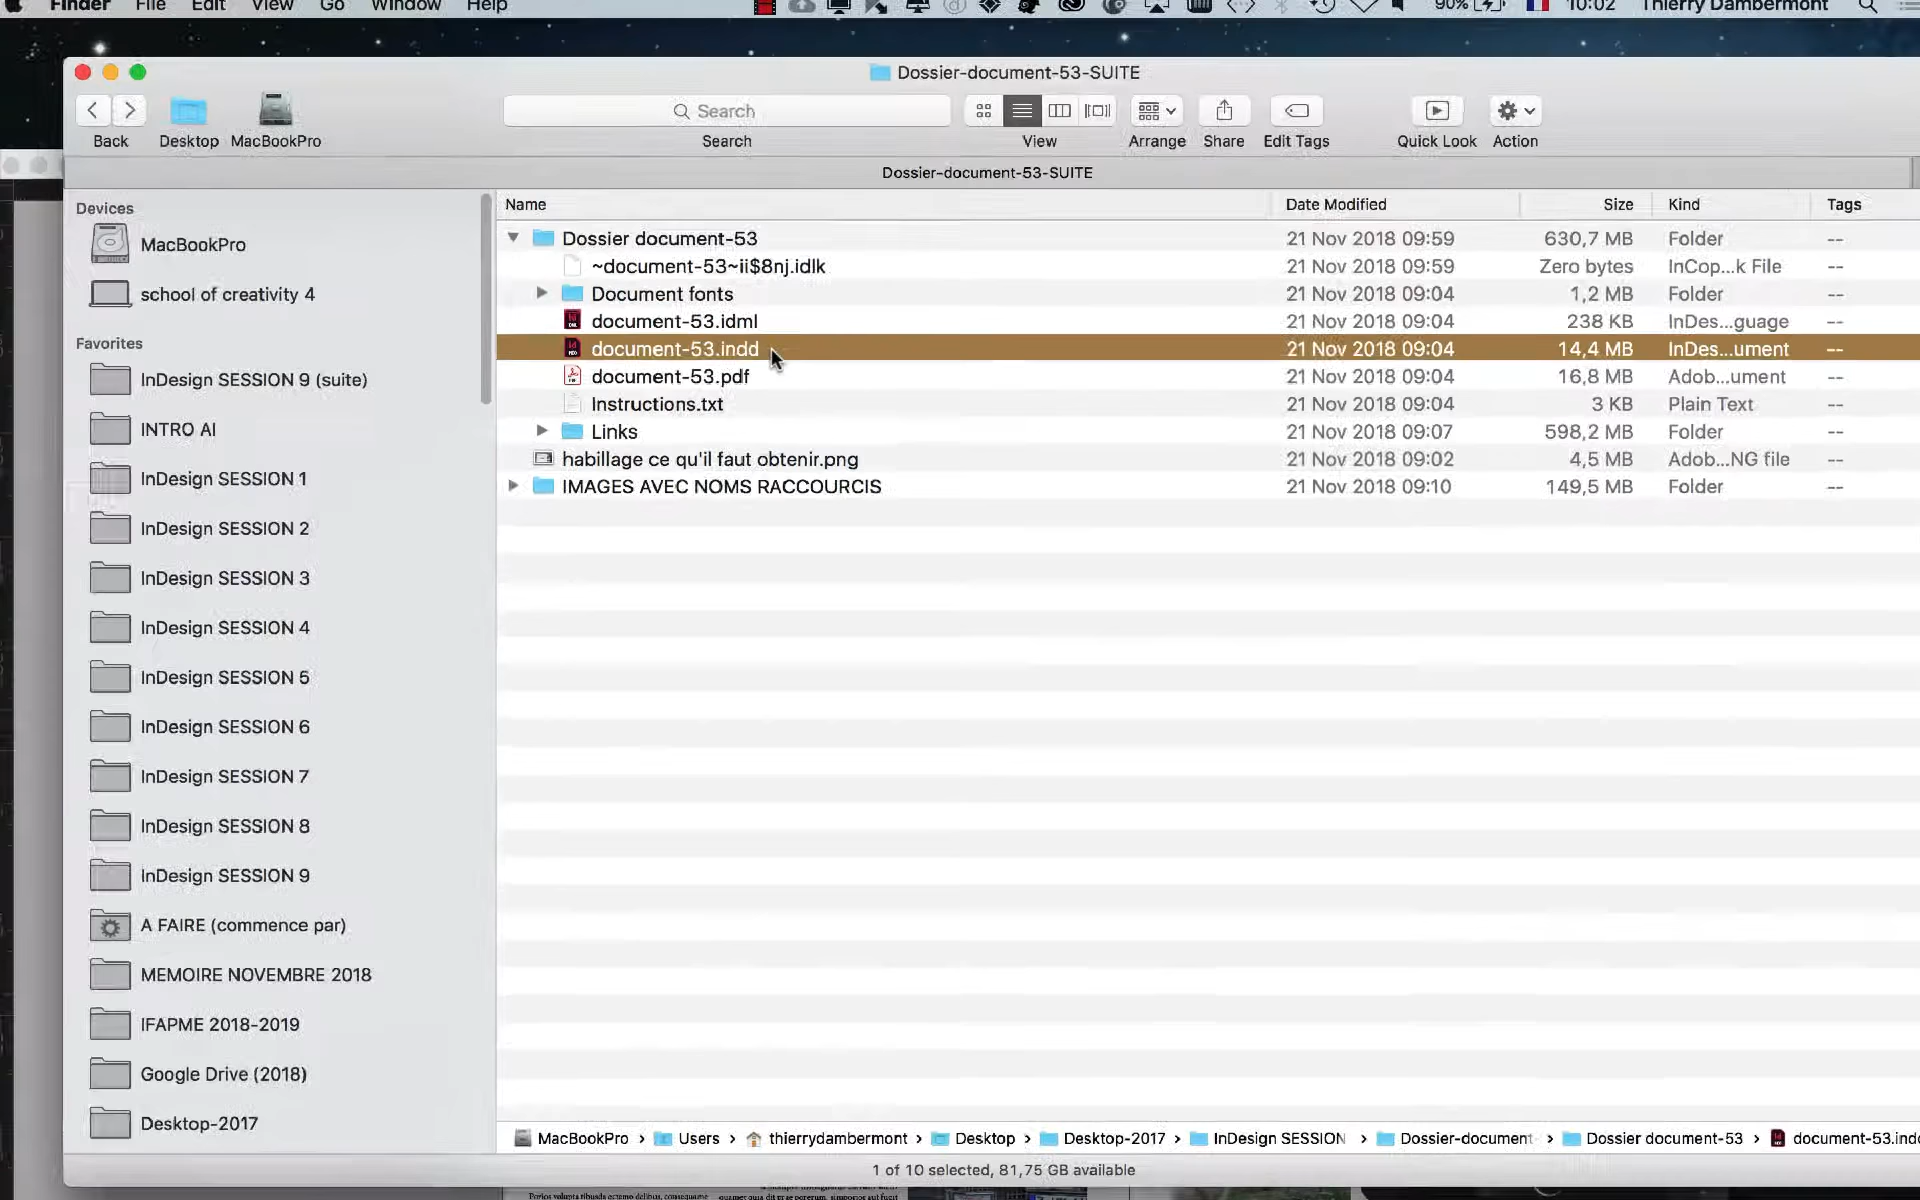 Finder File Edit View Go Window Help 90% 10:02 Thierry Dambermont
Dossier-document-53-SUITE
Search
Back Desktop MacBookPro Search View Arrange Share Edit Tags Quick Look Action
Dossier-document-53-SUITE
Devices
MacBookPro
school of creativity 4
Favorites
InDesign SESSION 9 (suite)
INTRO AI
InDesign SESSION 1
InDesign SESSION 2
InDesign SESSION 3
InDesign SESSION 4
InDesign SESSION 5
InDesign SESSION 6
InDesign SESSION 7
InDesign SESSION 8
InDesign SESSION 9
A FAIRE (commence par)
MEMOIRE NOVEMBRE 2018
IFAPME 2018-2019
Google Drive (2018)
Desktop-2017
Name Date Modified Size Kind Tags
Dossier document-53 21 Nov 2018 09:59 630,7 MB Folder --
~document-53~ii$8nj.idlk 21 Nov 2018 09:59 Zero bytes InCop...k File --
Document fonts 21 Nov 2018 09:04 1,2 MB Folder --
document-53.idml 21 Nov 2018 09:04 238 KB InDes...guage --
document-53.indd 21 Nov 2018 09:04 14,4 MB InDes...ument --
document-53.pdf 21 Nov 2018 09:04 16,8 MB Adob...ument --
Instructions.txt 21 Nov 2018 09:04 3 KB Plain Text --
Links 21 Nov 2018 09:07 598,2 MB Folder --
habillage ce qu'il faut obtenir.png 21 Nov 2018 09:02 4,5 MB Adob...NG file --
IMAGES AVEC NOMS RACCOURCIS 21 Nov 2018 09:10 149,5 MB Folder --
MacBookPro › Users › thierrydambermont › Desktop › Desktop-2017 › InDesign SESSION › Dossier-document › Dossier document-53 › document-53.indd
1 of 10 selected, 81,75 GB available